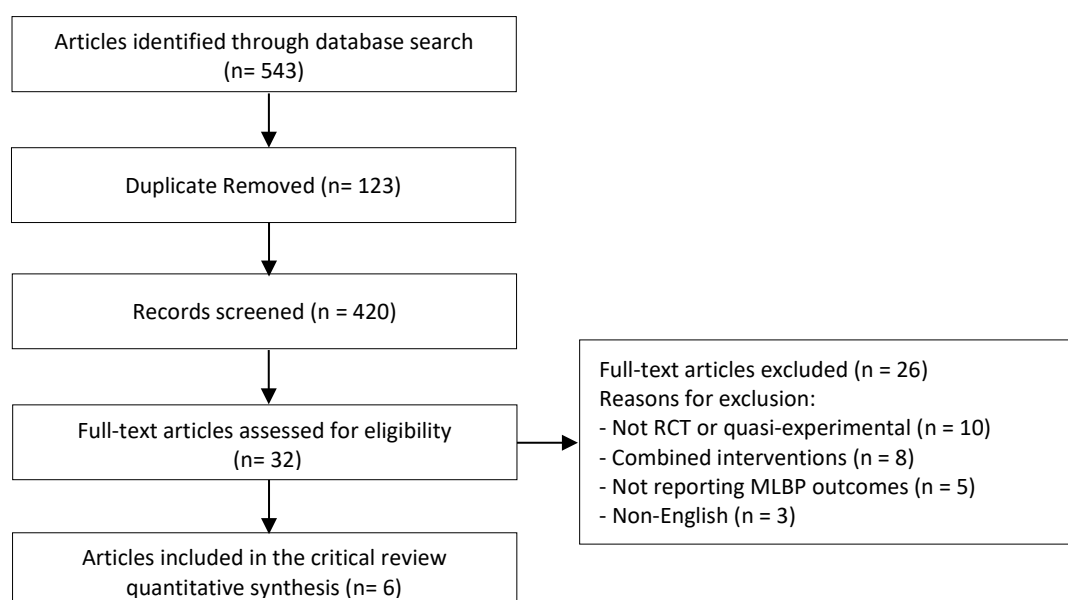 Articles identified through database search
(n= 543)
Duplicate Removed (n= 123)
Records screened (n = 420)
Full-text articles assessed for eligibility
(n= 32)
Full-text articles excluded (n = 26)
Reasons for exclusion:
- Not RCT or quasi-experimental (n = 10)
- Combined interventions (n = 8)
- Not reporting MLBP outcomes (n = 5)
- Non-English (n = 3)
Articles included in the critical review
quantitative synthesis (n= 6)